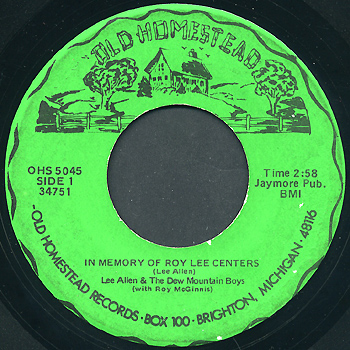 OLD HOMESTEAD
OHS 5045
SIDE 1
34751
Time 2:58
Jaymore Pub.
BMI
IN MEMORY OF ROY LEE CENTERS
(Lee Allen)
Lee Allen & The Dew Mountain Boys
(with Roy McGinnis)
-OLD HOMESTEAD RECORDS · BOX 100 · BRIGHTON, MICHIGAN - 48116